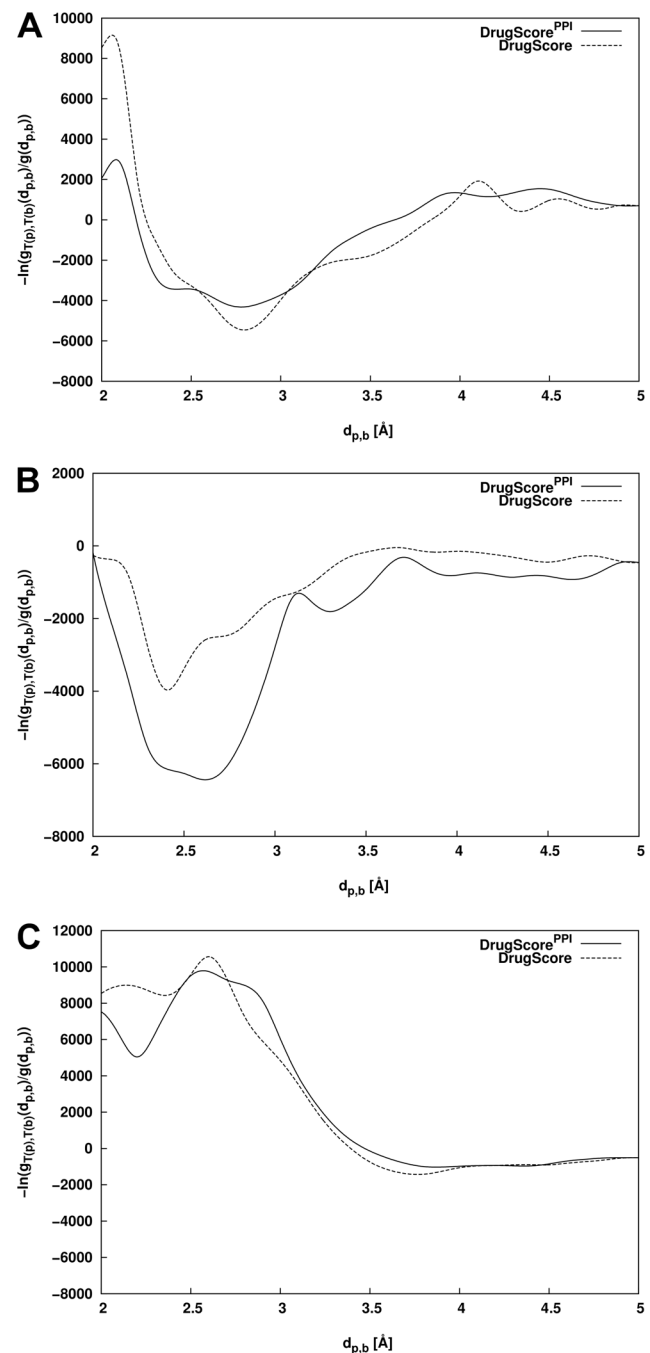 A
DrugScore^PPI
DrugScore
10000
8000
6000
4000
2000
0
−2000
−4000
−6000
−8000
−ln(g_T(p),T(b)(d_p,b)/g(d_p,b))
2 2.5 3 3.5 4 4.5 5
d_p,b [Å]
B
DrugScore^PPI
DrugScore
2000
0
−2000
−4000
−6000
−8000
−ln(g_T(p),T(b)(d_p,b)/g(d_p,b))
2 2.5 3 3.5 4 4.5 5
d_p,b [Å]
C
DrugScore^PPI
DrugScore
12000
10000
8000
6000
4000
2000
0
−2000
−4000
−6000
−8000
−ln(g_T(p),T(b)(d_p,b)/g(d_p,b))
2 2.5 3 3.5 4 4.5 5
d_p,b [Å]